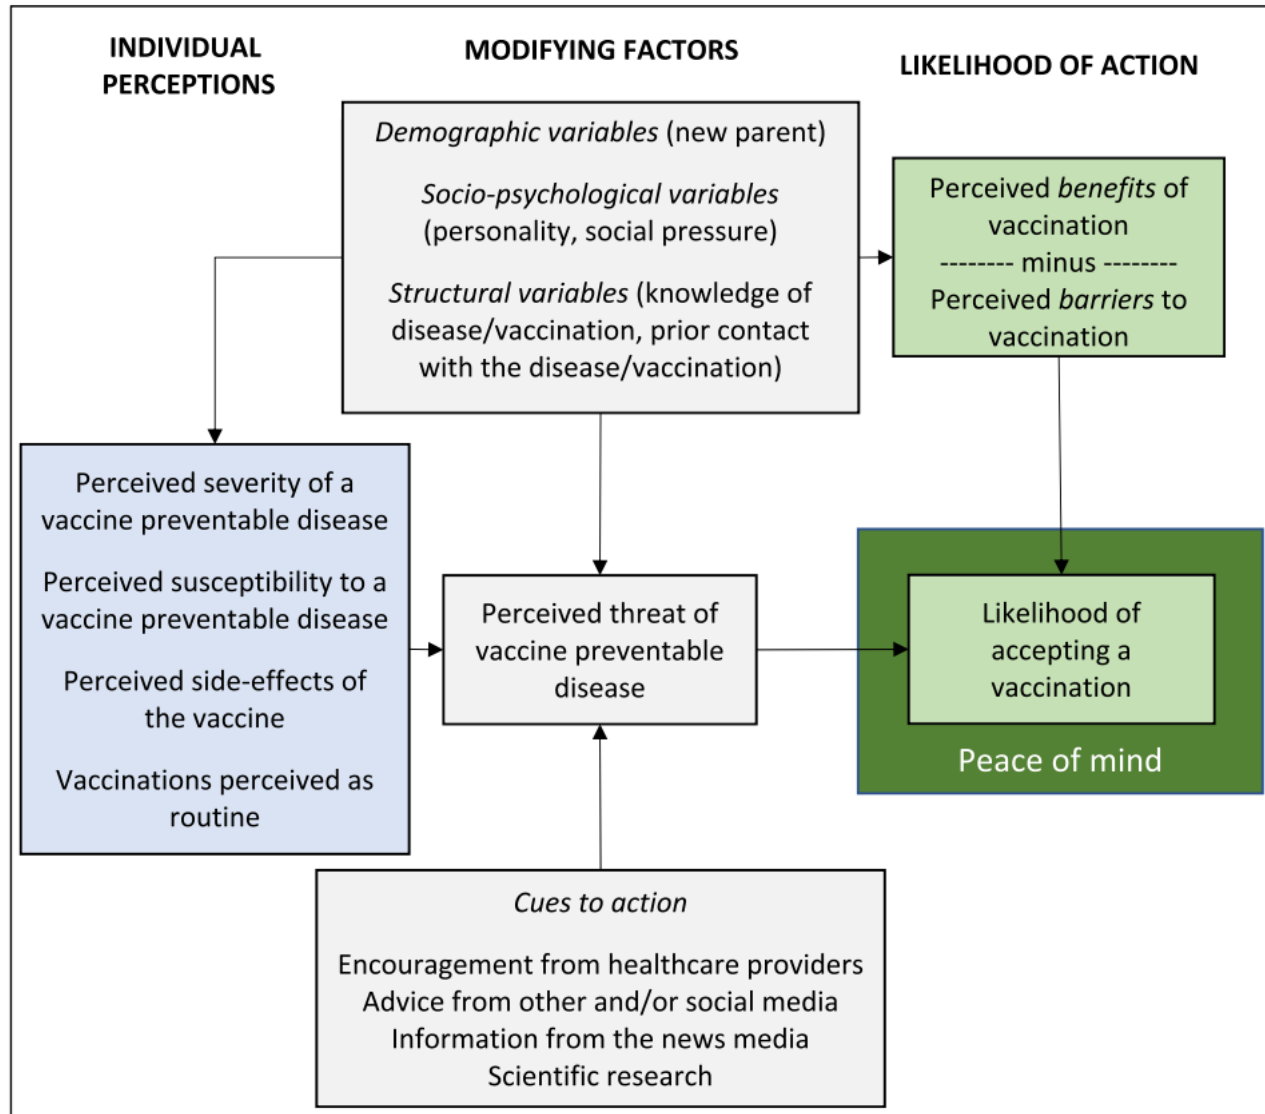 INDIVIDUAL
PERCEPTIONS
MODIFYING FACTORS
LIKELIHOOD OF ACTION
Demographic variables (new parent)
Socio-psychological variables
(personality, social pressure)
Structural variables (knowledge of
disease/vaccination, prior contact
with the disease/vaccination)
Perceived benefits of
vaccination
-------- minus --------
Perceived barriers to
vaccination
Perceived severity of a
vaccine preventable disease
Perceived susceptibility to a
vaccine preventable disease
Perceived side-effects of
the vaccine
Vaccinations perceived as
routine
Perceived threat of
vaccine preventable
disease
Likelihood of
accepting a
vaccination
Peace of mind
Cues to action
Encouragement from healthcare providers
Advice from other and/or social media
Information from the news media
Scientific research